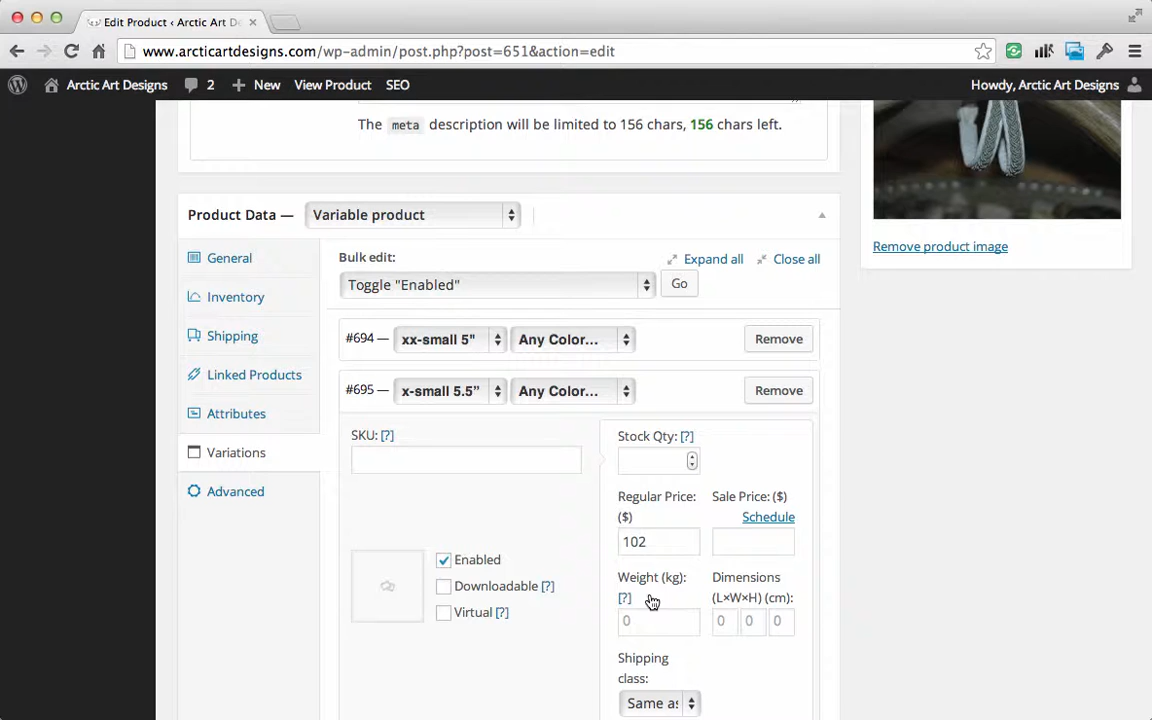 Edit Product ‹ Arctic Art D
www.arcticartdesigns.com/wp-admin/post.php?post=651&action=edit
Arctic Art Designs 2 + New View Product SEO Howdy, Arctic Art Designs
The meta description will be limited to 156 chars, 156 chars left.
Remove product image
Product Data — Variable product
General
Inventory
Shipping
Linked Products
Attributes
Variations
Advanced
Bulk edit: Expand all Close all
Toggle "Enabled" Go
#694 — xx-small 5" Any Color... Remove
#695 — x-small 5.5” Any Color... Remove
SKU: [?]
Stock Qty: [?]
Regular Price: ($)
102
Sale Price: ($)
Schedule
Enabled
Downloadable [?]
Virtual [?]
Weight (kg): [?]
0
Dimensions
(L×W×H) (cm):
0 0 0
Shipping
class:
Same as